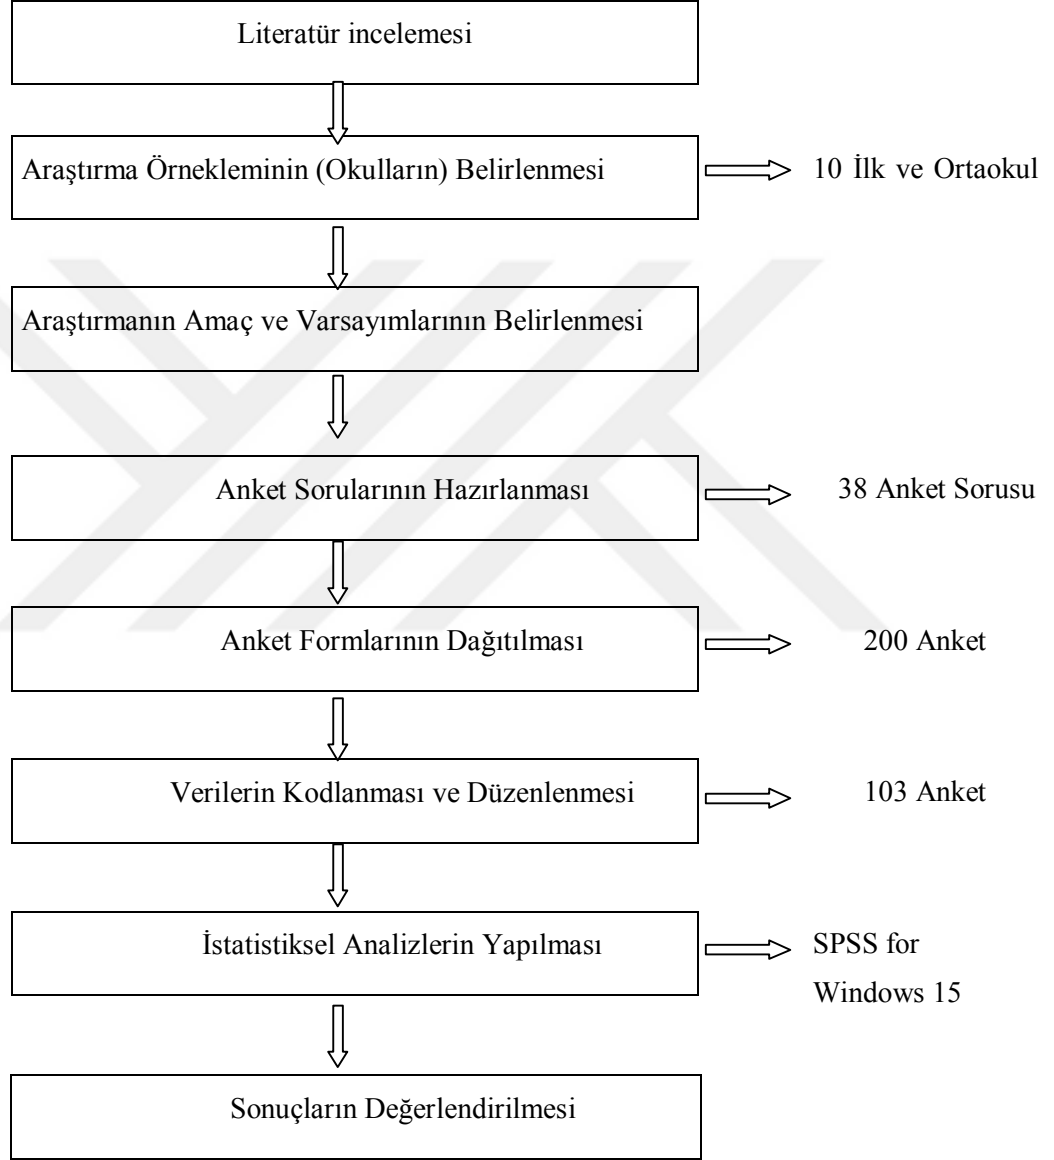 Literatür incelemesi
Araştırma Örnekleminin (Okulların) Belirlenmesi
10 İlk ve Ortaokul
Araştırmanın Amaç ve Varsayımlarının Belirlenmesi
Anket Sorularının Hazırlanması
38 Anket Sorusu
Anket Formlarının Dağıtılması
200 Anket
Verilerin Kodlanması ve Düzenlenmesi
103 Anket
İstatistiksel Analizlerin Yapılması
SPSS for
Windows 15
Sonuçların Değerlendirilmesi